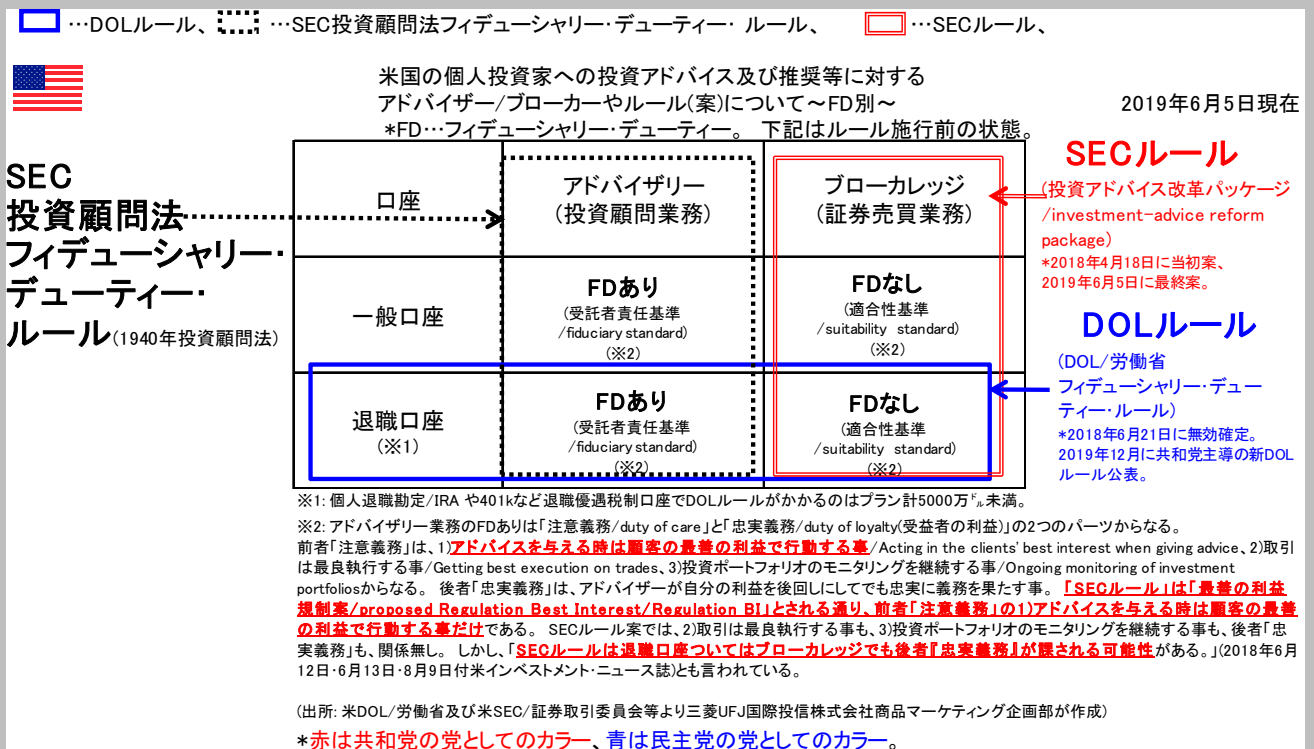 …DOLルール、 …SEC投資顧問法フィデューシャリー・デューティー・ ルール、 …SECルール、
米国の個人投資家への投資アドバイス及び推奨等に対する
アドバイザー/ブローカーやルール(案)について～FD別～
2019年6月5日現在
*FD…フィデューシャリー・デューティー。 下記はルール施行前の状態。
SEC
投資顧問法
フィデューシャリー・
デューティー・
ルール(1940年投資顧問法)
口座
アドバイザリー
(投資顧問業務)
ブローカレッジ
(証券売買業務)
一般口座
FDあり
(受託者責任基準
/fiduciary standard)
(※2)
FDなし
(適合性基準
/suitability standard)
(※2)
退職口座
(※1)
FDあり
(受託者責任基準
/fiduciary standard)
(※2)
FDなし
(適合性基準
/suitability standard)
(※2)
SECルール
(投資アドバイス改革パッケージ
/investment-advice reform
package)
*2018年4月18日に当初案、
2019年6月5日に最終案。
DOLルール
(DOL/労働省
フィデューシャリー・デュー
ティー・ルール)
*2018年6月21日に無効確定。
2019年12月に共和党主導の新DOL
ルール公表。
※1: 個人退職勘定/IRA や401kなど退職優遇税制口座でDOLルールがかかるのはプラン計5000万㌦未満。
※2: アドバイザリー業務のFDありは「注意義務/duty of care」と「忠実義務/duty of loyalty(受益者の利益)」の2つのパーツからなる。
前者「注意義務」は、1)アドバイスを与える時は顧客の最善の利益で行動する事/Acting in the clients' best interest when giving advice、2)取引
は最良執行する事/Getting best execution on trades、3)投資ポートフォリオのモニタリングを継続する事/Ongoing monitoring of investment
portfoliosからなる。 後者「忠実義務」は、アドバイザーが自分の利益を後回しにしてでも忠実に義務を果たす事。 「SECルール」は「最善の利益
規制案/proposed Regulation Best Interest/Regulation BI」とされる通り、前者「注意義務」の1)アドバイスを与える時は顧客の最善
の利益で行動する事だけである。 SECルール案では、2)取引は最良執行する事も、3)投資ポートフォリオのモニタリングを継続する事も、後者「忠
実義務」も、関係無し。 しかし、「SECルールは退職口座ついてはブローカレッジでも後者『忠実義務』が課される可能性がある。」(2018年6月
12日・6月13日・8月9日付米インベストメント・ニュース誌)とも言われている。
(出所: 米DOL/労働省及び米SEC/証券取引委員会等より三菱UFJ国際投信株式会社商品マーケティング企画部が作成)
*赤は共和党の党としてのカラー、青は民主党の党としてのカラー。